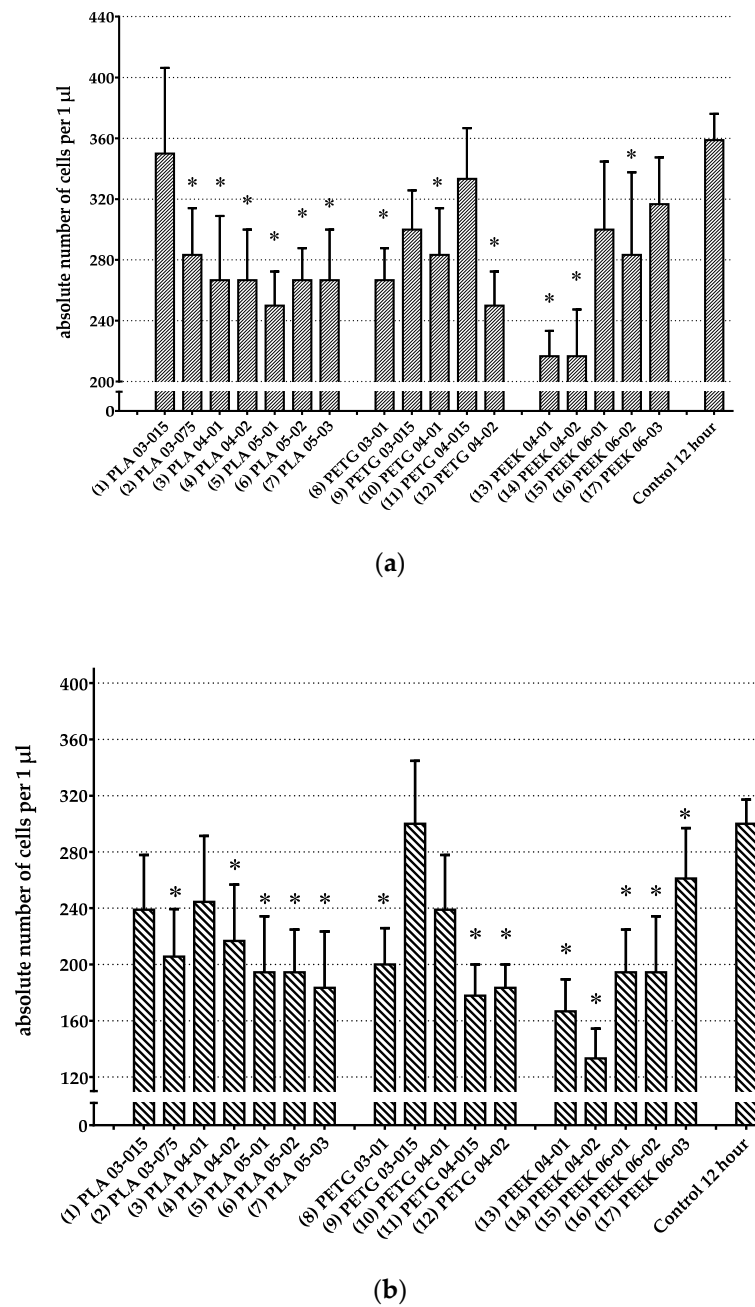 absolute number of cells per 1 µl
440
400
360
320
280
240
200
0
* * * * * * * * * * * *
(1) PLA 03-015
(2) PLA 03-075
(3) PLA 04-01
(4) PLA 04-02
(5) PLA 05-01
(6) PLA 05-02
(7) PLA 05-03
(8) PETG 03-01
(9) PETG 03-015
(10) PETG 04-01
(11) PETG 04-015
(12) PETG 04-02
(13) PEEK 04-01
(14) PEEK 04-02
(15) PEEK 06-01
(16) PEEK 06-02
(17) PEEK 06-03
Control 12 hour
(a)
absolute number of cells per 1 µl
400
360
320
280
240
200
160
120
0
* * * * * * * * * * * * *
(1) PLA 03-015
(2) PLA 03-075
(3) PLA 04-01
(4) PLA 04-02
(5) PLA 05-01
(6) PLA 05-02
(7) PLA 05-03
(8) PETG 03-01
(9) PETG 03-015
(10) PETG 04-01
(11) PETG 04-015
(12) PETG 04-02
(13) PEEK 04-01
(14) PEEK 04-02
(15) PEEK 06-01
(16) PEEK 06-02
(17) PEEK 06-03
Control 12 hour
(b)